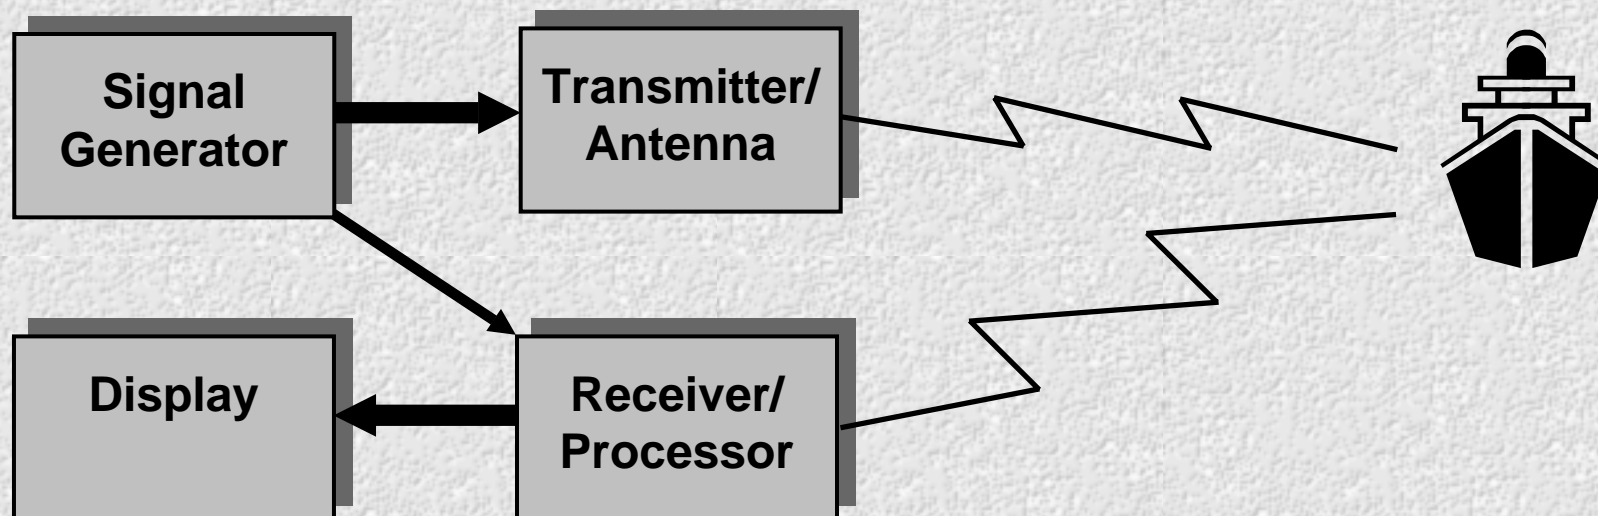 Signal
Generator
Transmitter/
Antenna
Display
Receiver/
Processor